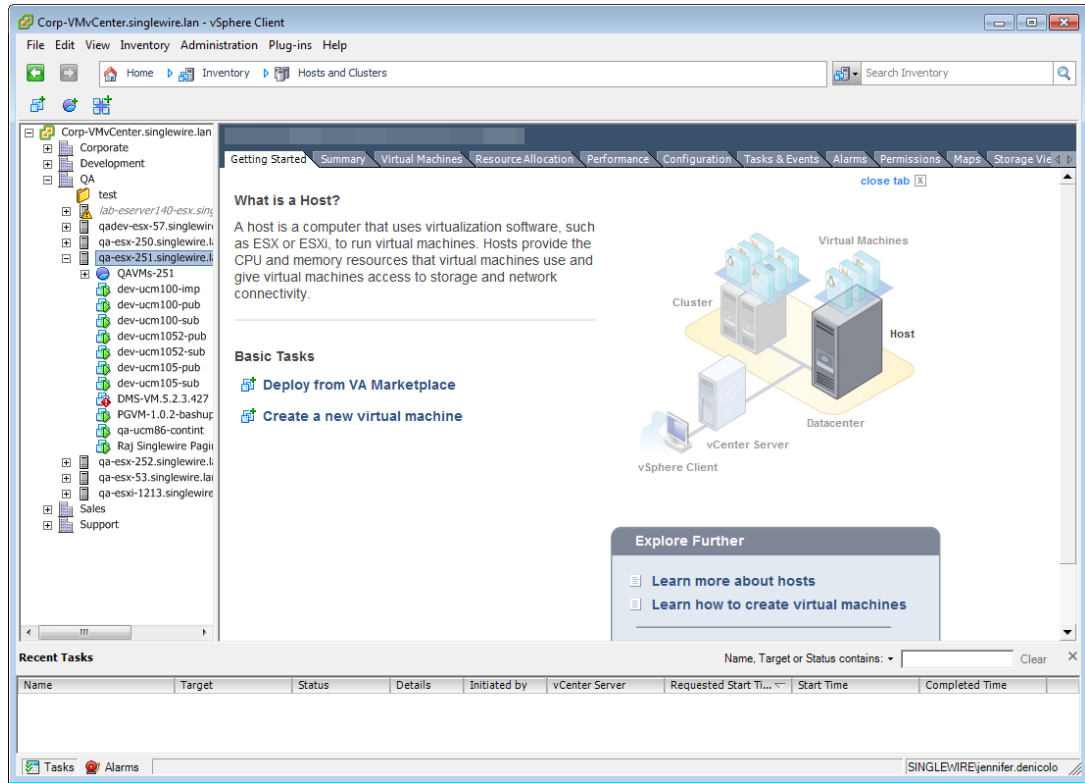 Corp-VMvCenter.singlewire.lan - vSphere Client
File Edit View Inventory Administration Plug-ins Help
Home Inventory Hosts and Clusters
Search Inventory
Corp-VMvCenter.singlewire.lan
Corporate
Development
QA
test
lab-eserver140-esx.sing
qadev-esx-57.singlewire
qa-esx-250.singlewire.l
qa-esx-251.singlewire.l
QAVMs-251
dev-ucm100-imp
dev-ucm100-pub
dev-ucm100-sub
dev-ucm1052-pub
dev-ucm1052-sub
dev-ucm105-pub
dev-ucm105-sub
DMS-VM.5.2.3.427
PGVM-1.0.2-bashup
qa-ucm86-contint
Raj Singlewire Pagi
qa-esx-252.singlewire.l
qa-esx-53.singlewire.la
qa-esxi-1213.singlewire
Sales
Support
Getting Started Summary Virtual Machines Resource Allocation Performance Configuration Tasks & Events Alarms Permissions Maps Storage Vie
close tab X
What is a Host?
A host is a computer that uses virtualization software, such
as ESX or ESXi, to run virtual machines. Hosts provide the
CPU and memory resources that virtual machines use and
give virtual machines access to storage and network
connectivity.
Basic Tasks
Deploy from VA Marketplace
Create a new virtual machine
Virtual Machines
Cluster
Host
Datacenter
vCenter Server
vSphere Client
Explore Further
Learn more about hosts
Learn how to create virtual machines
Recent Tasks
Name, Target or Status contains:
Clear
Name Target Status Details Initiated by vCenter Server Requested Start Ti... Start Time Completed Time
Tasks Alarms
SINGLEWIRE\jennifer.denicolo